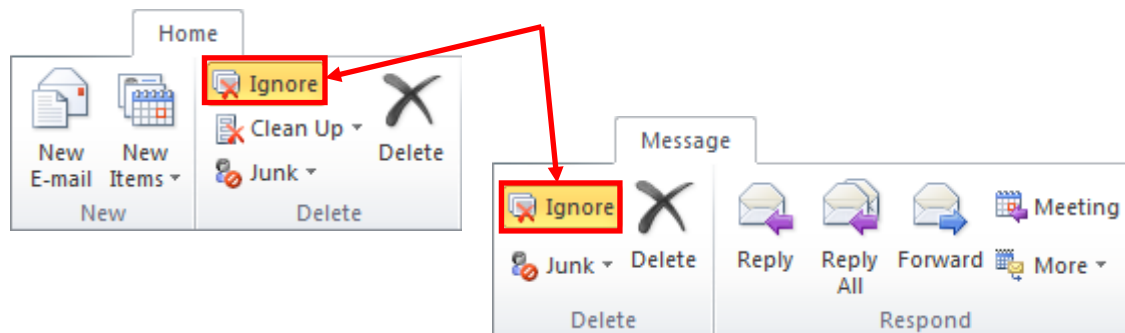 Home
Ignore
Clean Up
Junk
New
E-mail
New
Items
Delete
New
Delete
Message
Ignore
Junk
Delete
Reply
Reply
All
Forward
Meeting
More
Delete
Respond